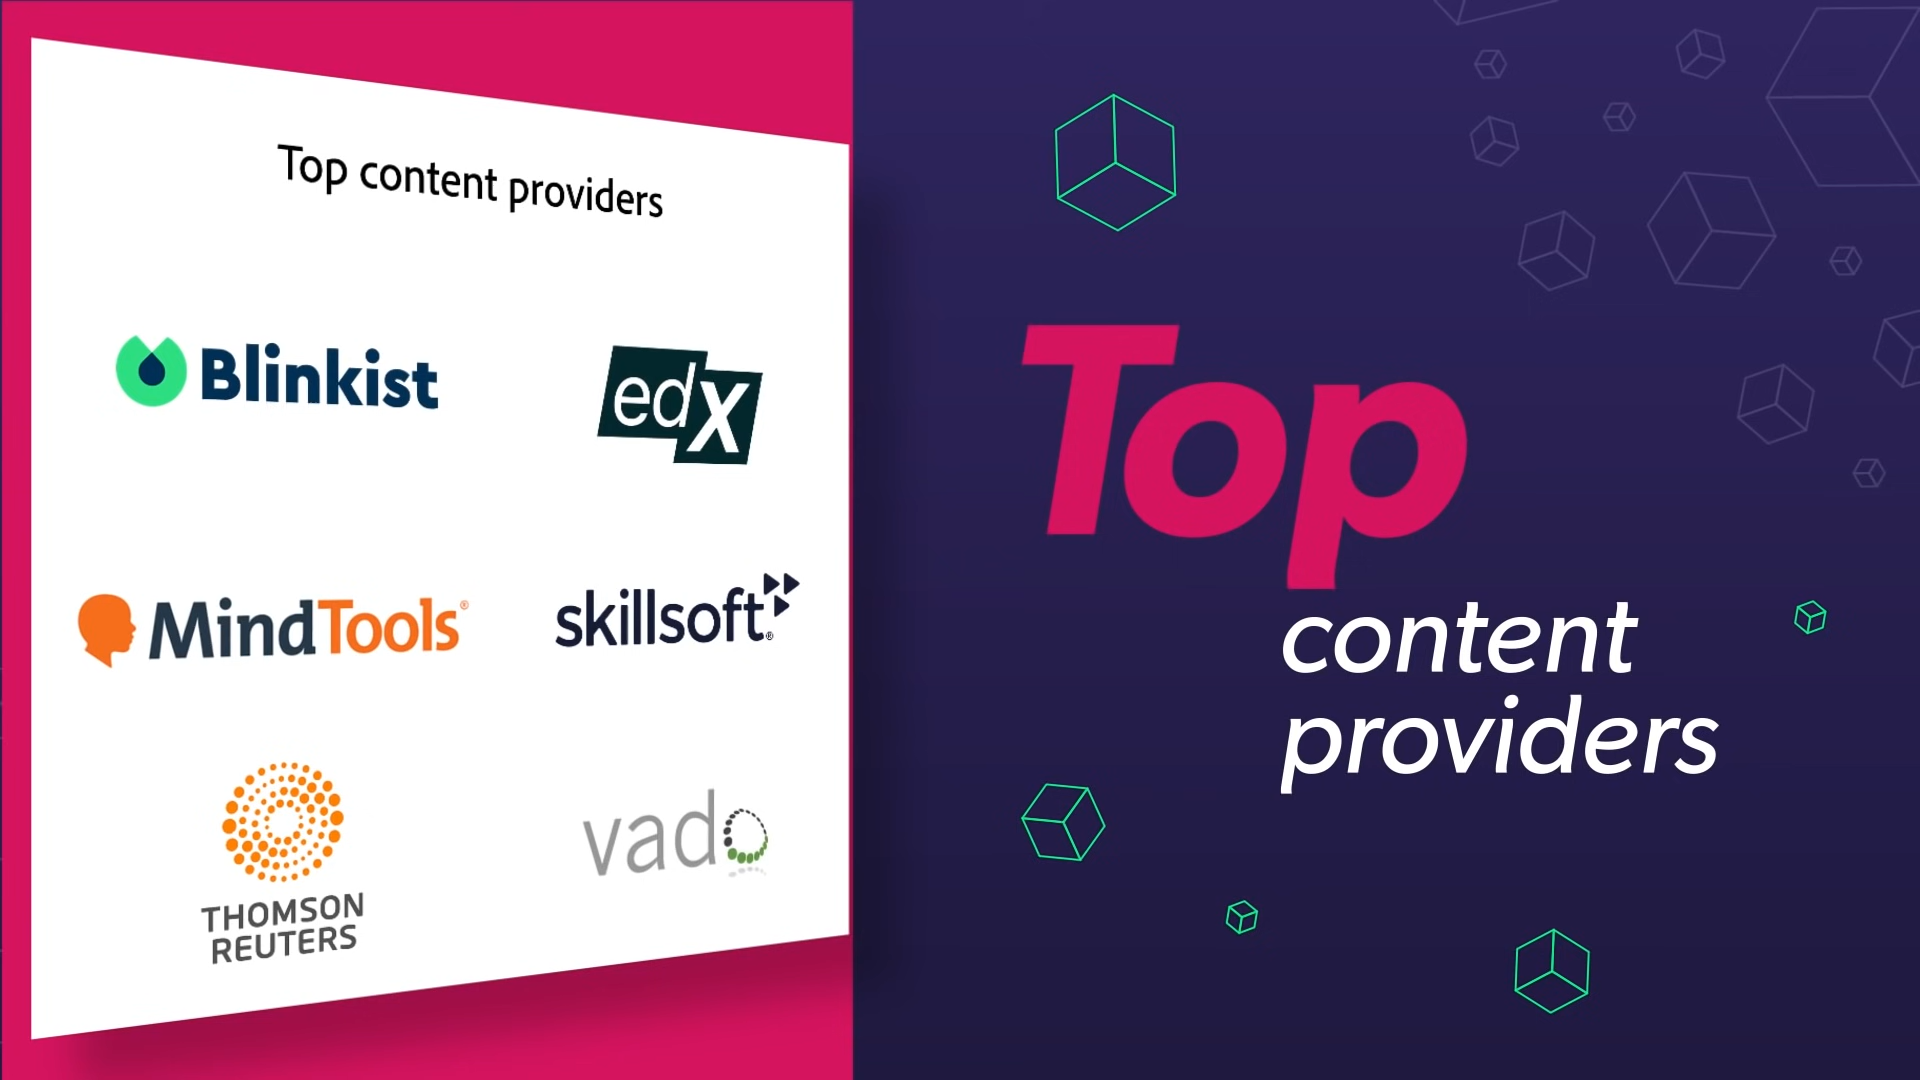 Top content providers
Blinkist
edX
MindTools®
skillsoft®
THOMSON
REUTERS
vado
Top
content
providers